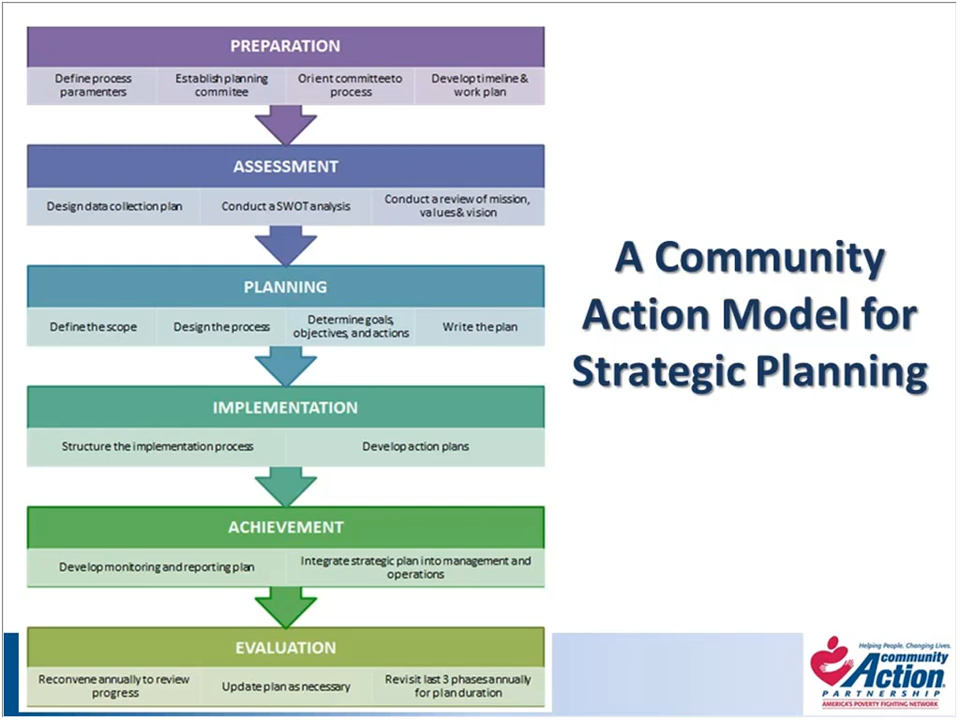 PREPARATION
Define process
paramenters
Establish planning
commitee
Orient committee to
process
Develop timeline &
work plan
ASSESSMENT
Design data collection plan
Conduct a SWOT analysis
Conduct a review of mission,
values & vision
PLANNING
Define the scope
Design the process
Determine goals,
objectives, and actions
Write the plan
IMPLEMENTATION
Structure the implementation process
Develop action plans
ACHIEVEMENT
Develop monitoring and reporting plan
Integrate strategic plan into management and
operations
EVALUATION
Reconvene annually to review
progress
Update plan as necessary
Revisit last 3 phases annually
for plan duration
A Community
Action Model for
Strategic Planning
Helping People. Changing Lives.
community
Action
PARTNERSHIP
AMERICA'S POVERTY FIGHTING NETWORK